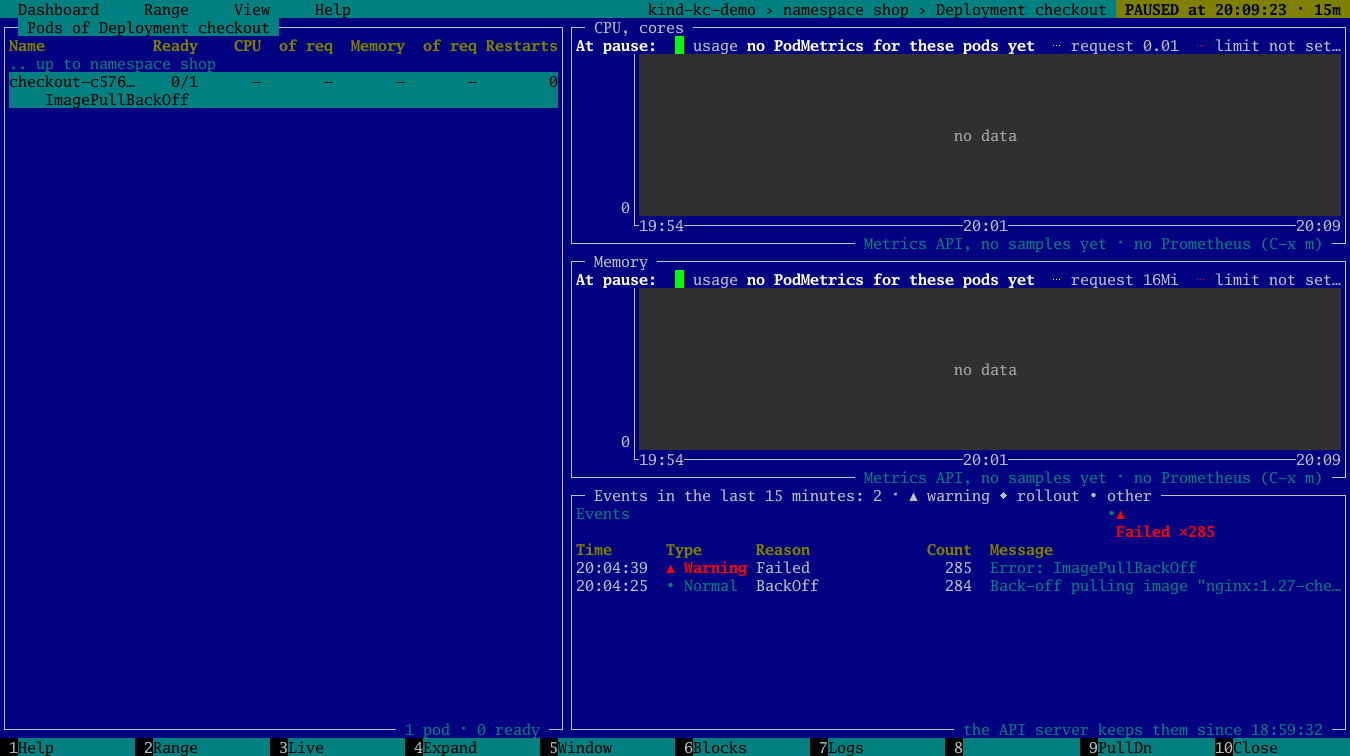 Dashboard Range View Help kind-kc-demo › namespace shop › Deployment checkout PAUSED at 20:09:23 · 15m
Pods of Deployment checkout
Name Ready CPU of req Memory of req Restarts
.. up to namespace shop
checkout-c576… 0/1 – – – – 0
ImagePullBackOff
1 pod · 0 ready
CPU, cores
At pause: usage no PodMetrics for these pods yet request 0.01 limit not set…
no data
0
19:54 20:01 20:09
Metrics API, no samples yet · no Prometheus (C-x m)
Memory
At pause: usage no PodMetrics for these pods yet request 16Mi limit not set…
no data
0
19:54 20:01 20:09
Metrics API, no samples yet · no Prometheus (C-x m)
Events in the last 15 minutes: 2 · ▲ warning ◆ rollout • other
Events •▲
Failed ×285
Time Type Reason Count Message
20:04:39 ▲ Warning Failed 285 Error: ImagePullBackOff
20:04:25 • Normal BackOff 284 Back-off pulling image "nginx:1.27-che…
the API server keeps them since 18:59:32
1Help 2Range 3Live 4Expand 5Window 6Blocks 7Logs 8 9PullDn 10Close